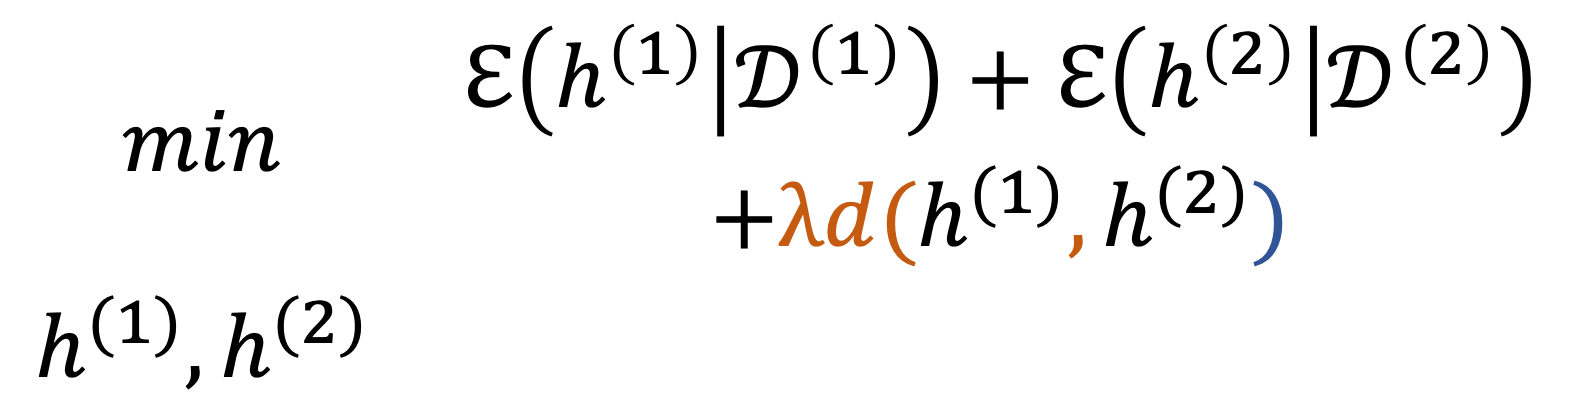 ℇ(h⁽¹⁾|𝒟⁽¹⁾) + ℇ(h⁽²⁾|𝒟⁽²⁾)
min
+λd(h⁽¹⁾, h⁽²⁾)
h⁽¹⁾, h⁽²⁾